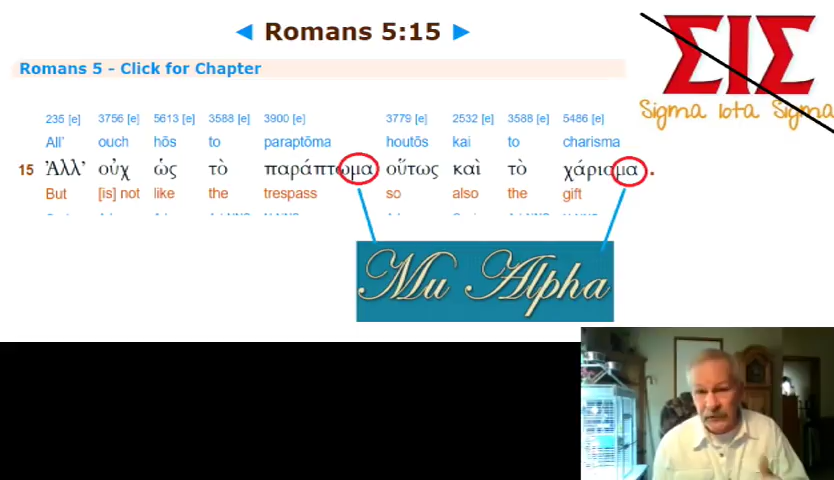 ◄ Romans 5:15 ►
ΣΙΣ
Sigma Iota Sigma
Romans 5 - Click for Chapter
235 [e] 3756 [e] 5613 [e] 3588 [e] 3900 [e] 3779 [e] 2532 [e] 3588 [e] 5486 [e]
All’ ouch hōs to paraptōma houtōs kai to charisma
15 Ἀλλ’ οὐχ ὡς τὸ παράπτωμα οὕτως καὶ τὸ χάρισμα .
But [is] not like the trespass so also the gift
Mu Alpha